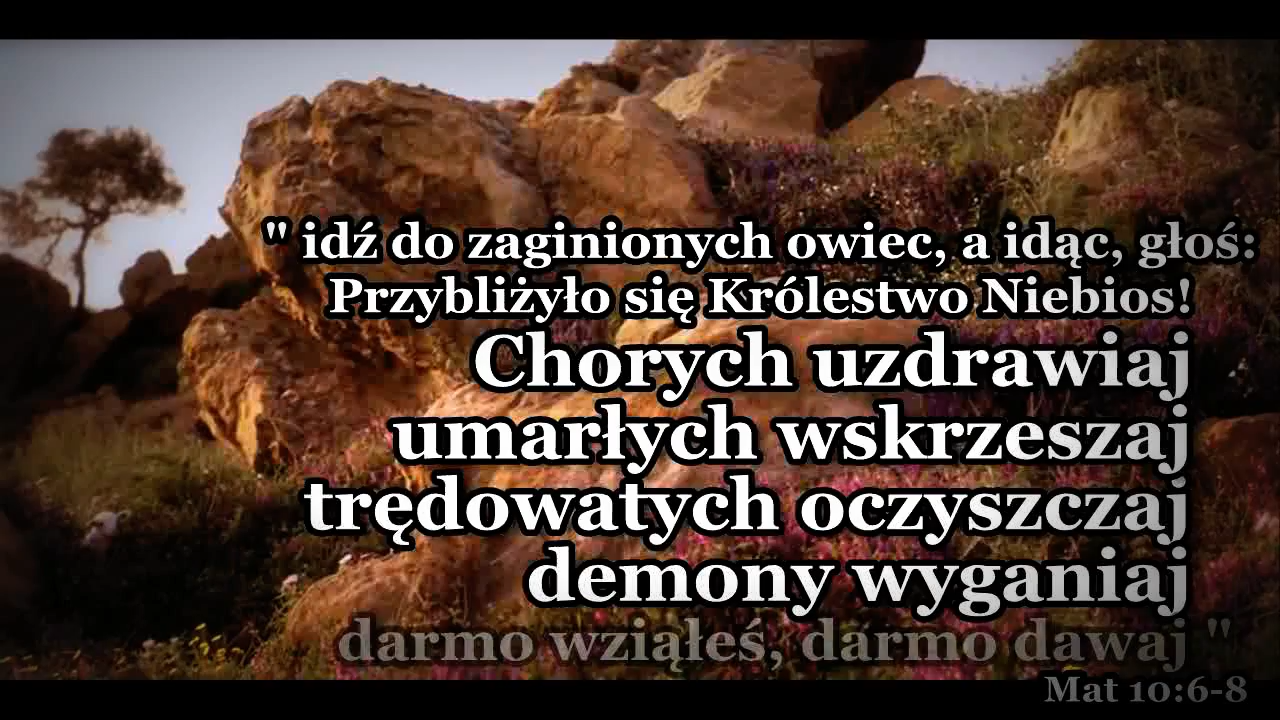 " idź do zaginionych owiec, a idąc, głoś:
Przybliżyło się Królestwo Niebios!
Chorych uzdrawiaj
umarłych wskrzeszaj
trędowatych oczyszczaj
demony wyganiaj
darmo wziąłeś, darmo dawaj "
Mat 10:6-8